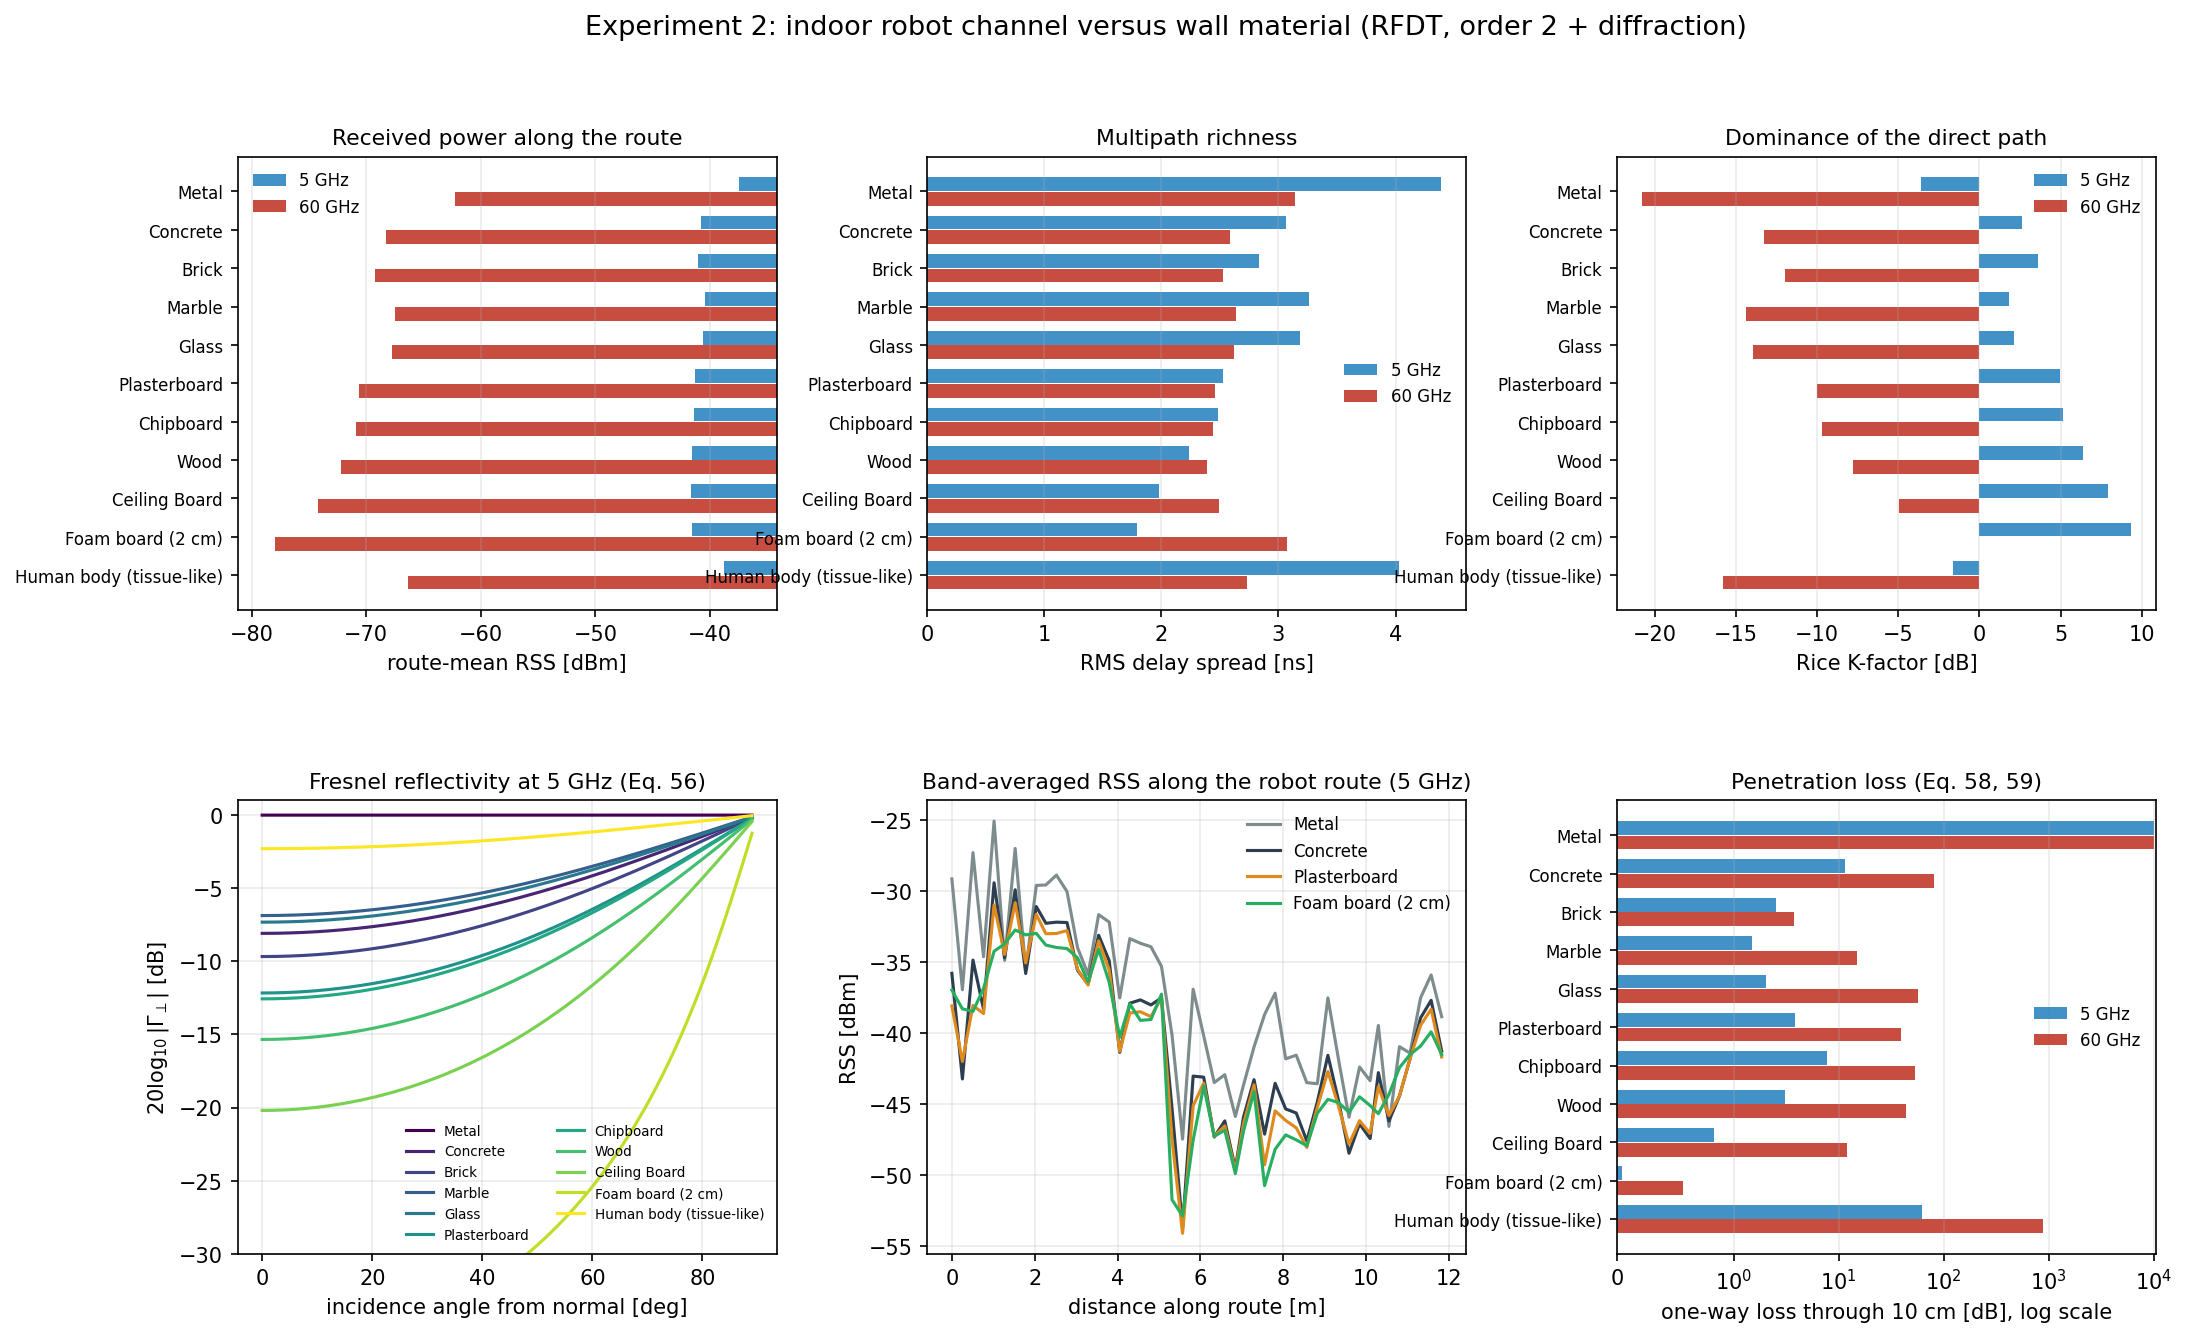 Experiment 2: indoor robot channel versus wall material (RFDT, order 2 + diffraction)
Received power along the route
5 GHz
60 GHz
Metal
Concrete
Brick
Marble
Glass
Plasterboard
Chipboard
Wood
Ceiling Board
Foam board (2 cm)
Human body (tissue-like)
−80 −70 −60 −50 −40
route-mean RSS [dBm]
Multipath richness
Metal
Concrete
Brick
Marble
Glass
Plasterboard
Chipboard
Wood
Ceiling Board
Foam board (2 cm)
Human body (tissue-like)
5 GHz
60 GHz
0 1 2 3 4
RMS delay spread [ns]
Dominance of the direct path
5 GHz
60 GHz
Metal
Concrete
Brick
Marble
Glass
Plasterboard
Chipboard
Wood
Ceiling Board
Foam board (2 cm)
Human body (tissue-like)
−20 −15 −10 −5 0 5 10
Rice K-factor [dB]
Fresnel reflectivity at 5 GHz (Eq. 56)
20log₁₀|Γ⊥| [dB]
0
−5
−10
−15
−20
−25
−30
Metal
Concrete
Brick
Marble
Glass
Plasterboard
Chipboard
Wood
Ceiling Board
Foam board (2 cm)
Human body (tissue-like)
0 20 40 60 80
incidence angle from normal [deg]
Band-averaged RSS along the robot route (5 GHz)
RSS [dBm]
−25
−30
−35
−40
−45
−50
−55
Metal
Concrete
Plasterboard
Foam board (2 cm)
0 2 4 6 8 10 12
distance along route [m]
Penetration loss (Eq. 58, 59)
Metal
Concrete
Brick
Marble
Glass
Plasterboard
Chipboard
Wood
Ceiling Board
Foam board (2 cm)
Human body (tissue-like)
5 GHz
60 GHz
0 10⁰ 10¹ 10² 10³ 10⁴
one-way loss through 10 cm [dB], log scale